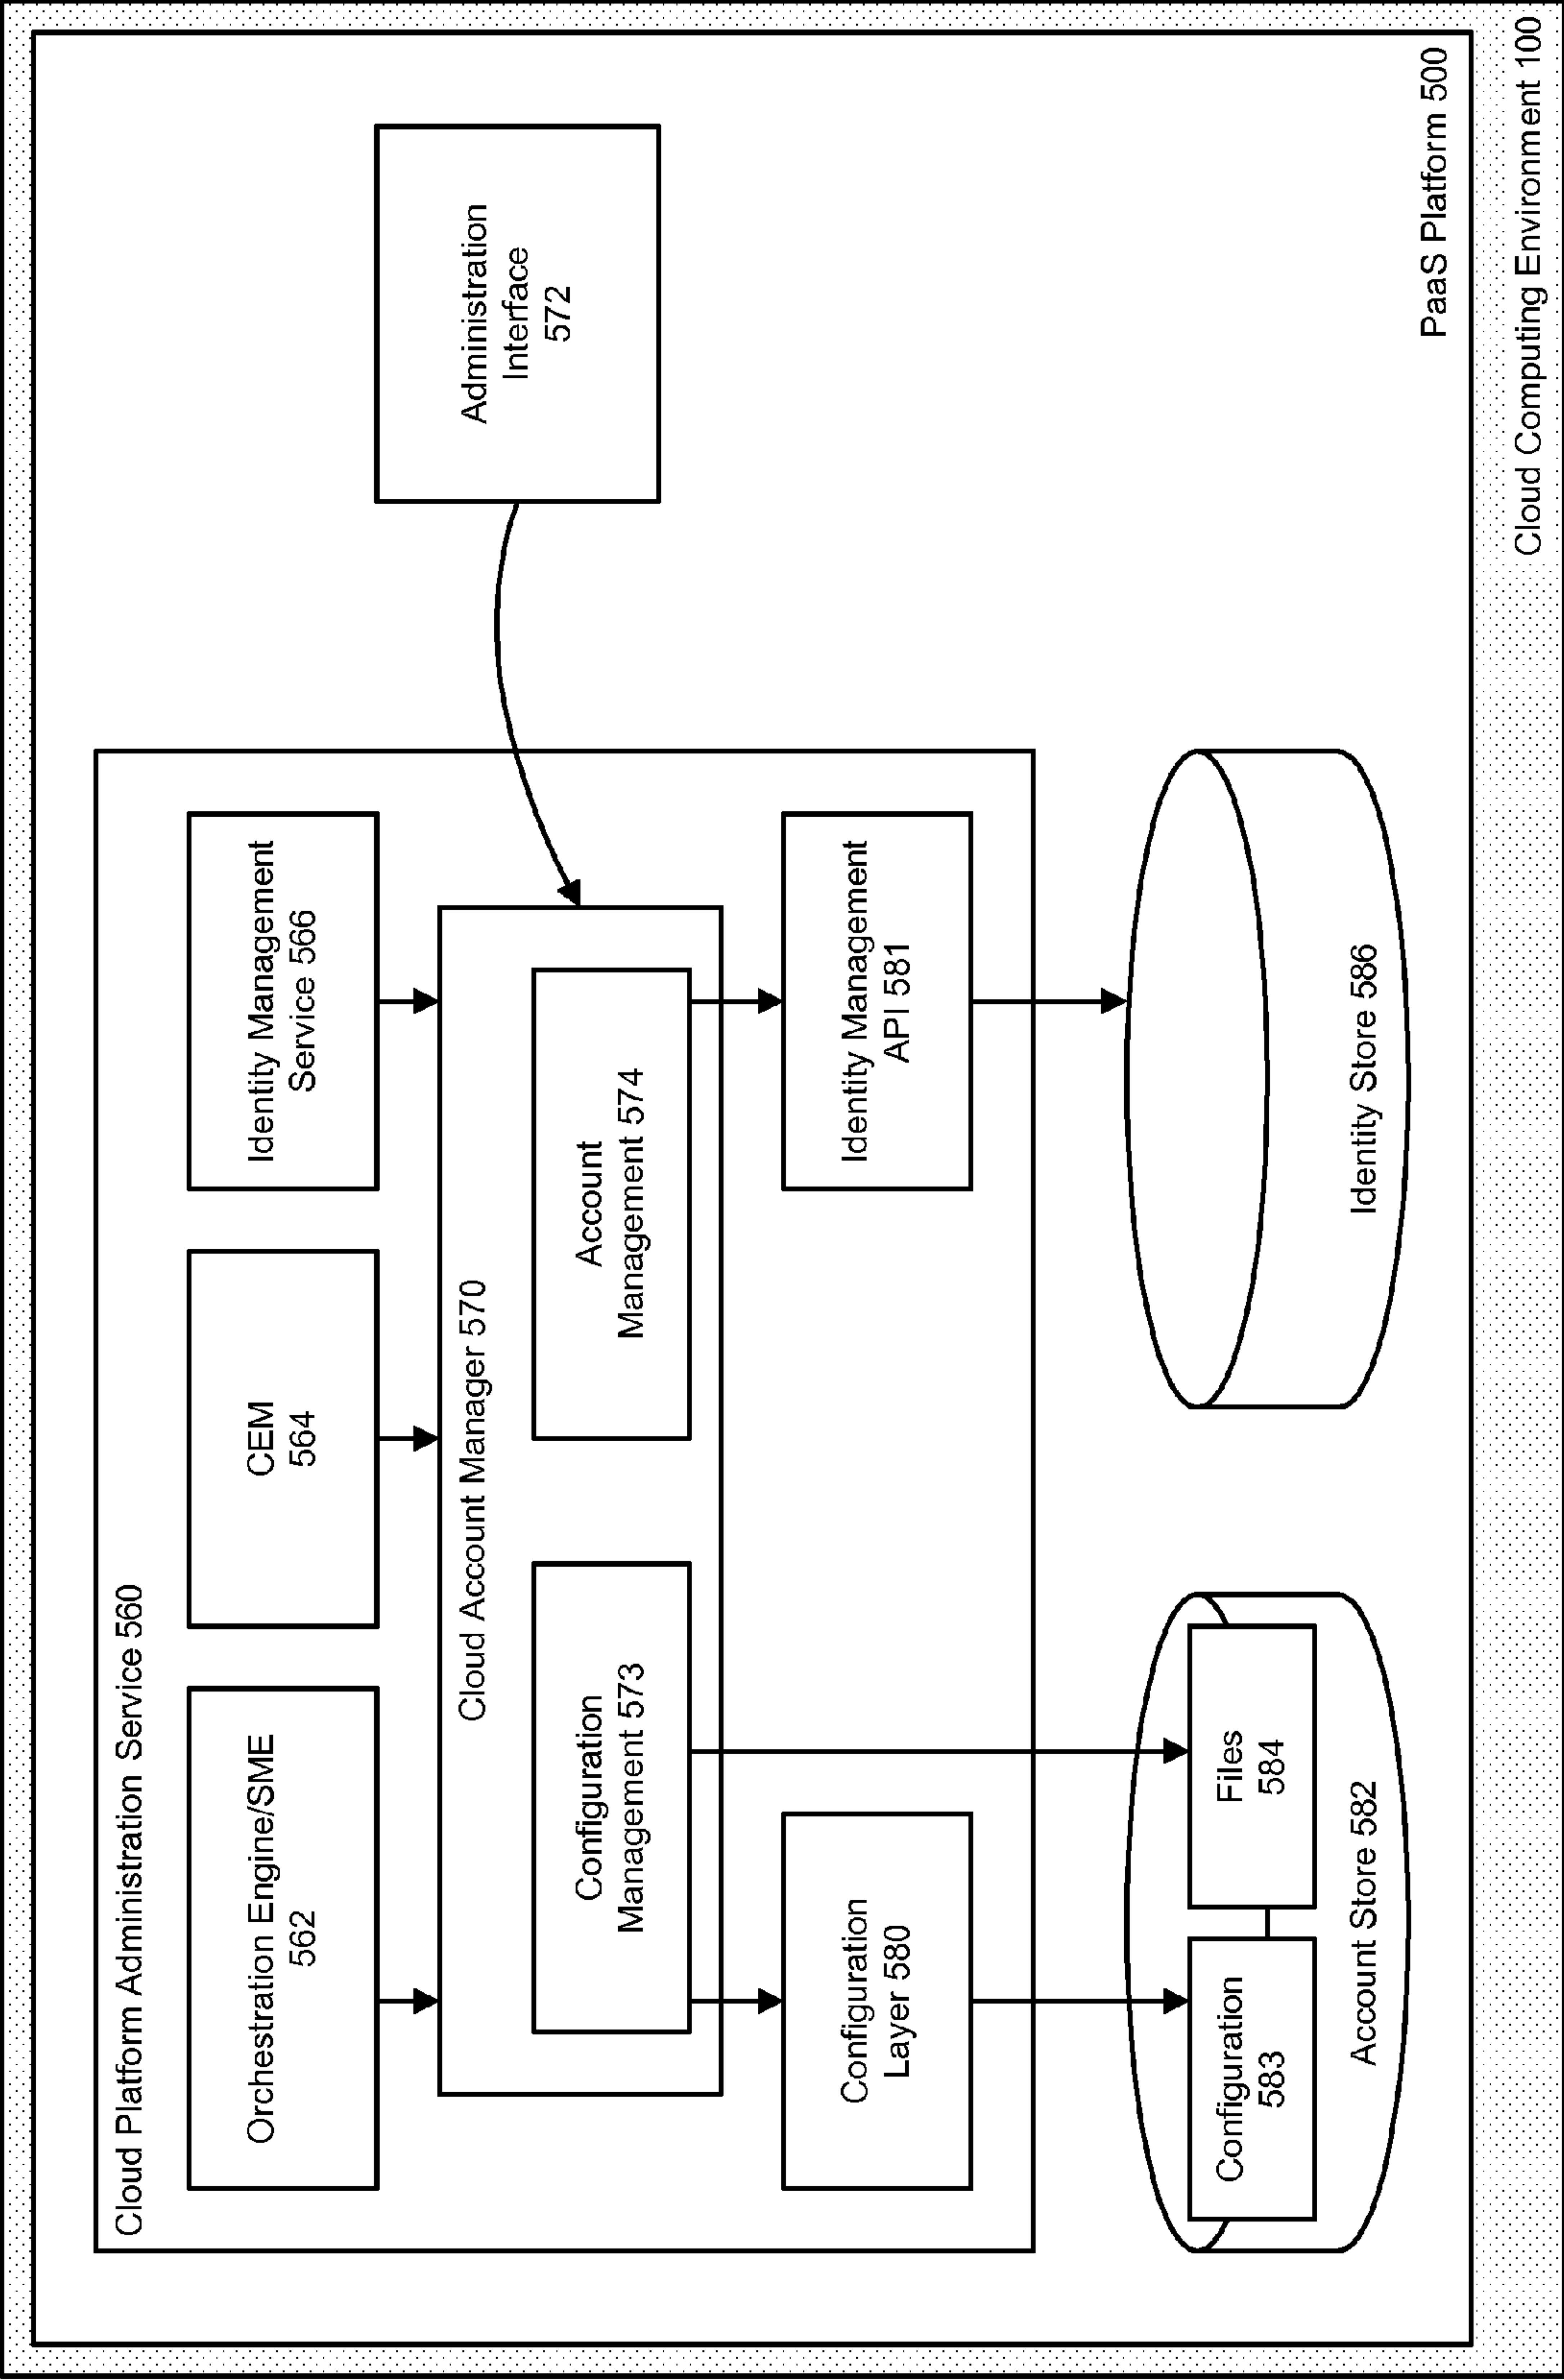 Cloud Platform Administration Service 560
Orchestration Engine/SME
562
CEM
564
Identity Management
Service 566
Cloud Account Manager 570
Configuration
Management 573
Account
Management 574
Administration
Interface
572
Configuration
Layer 580
Identity Management
API 581
Configuration
583
Files
584
Account Store 582
Identity Store 586
PaaS Platform 500
Cloud Computing Environment 100